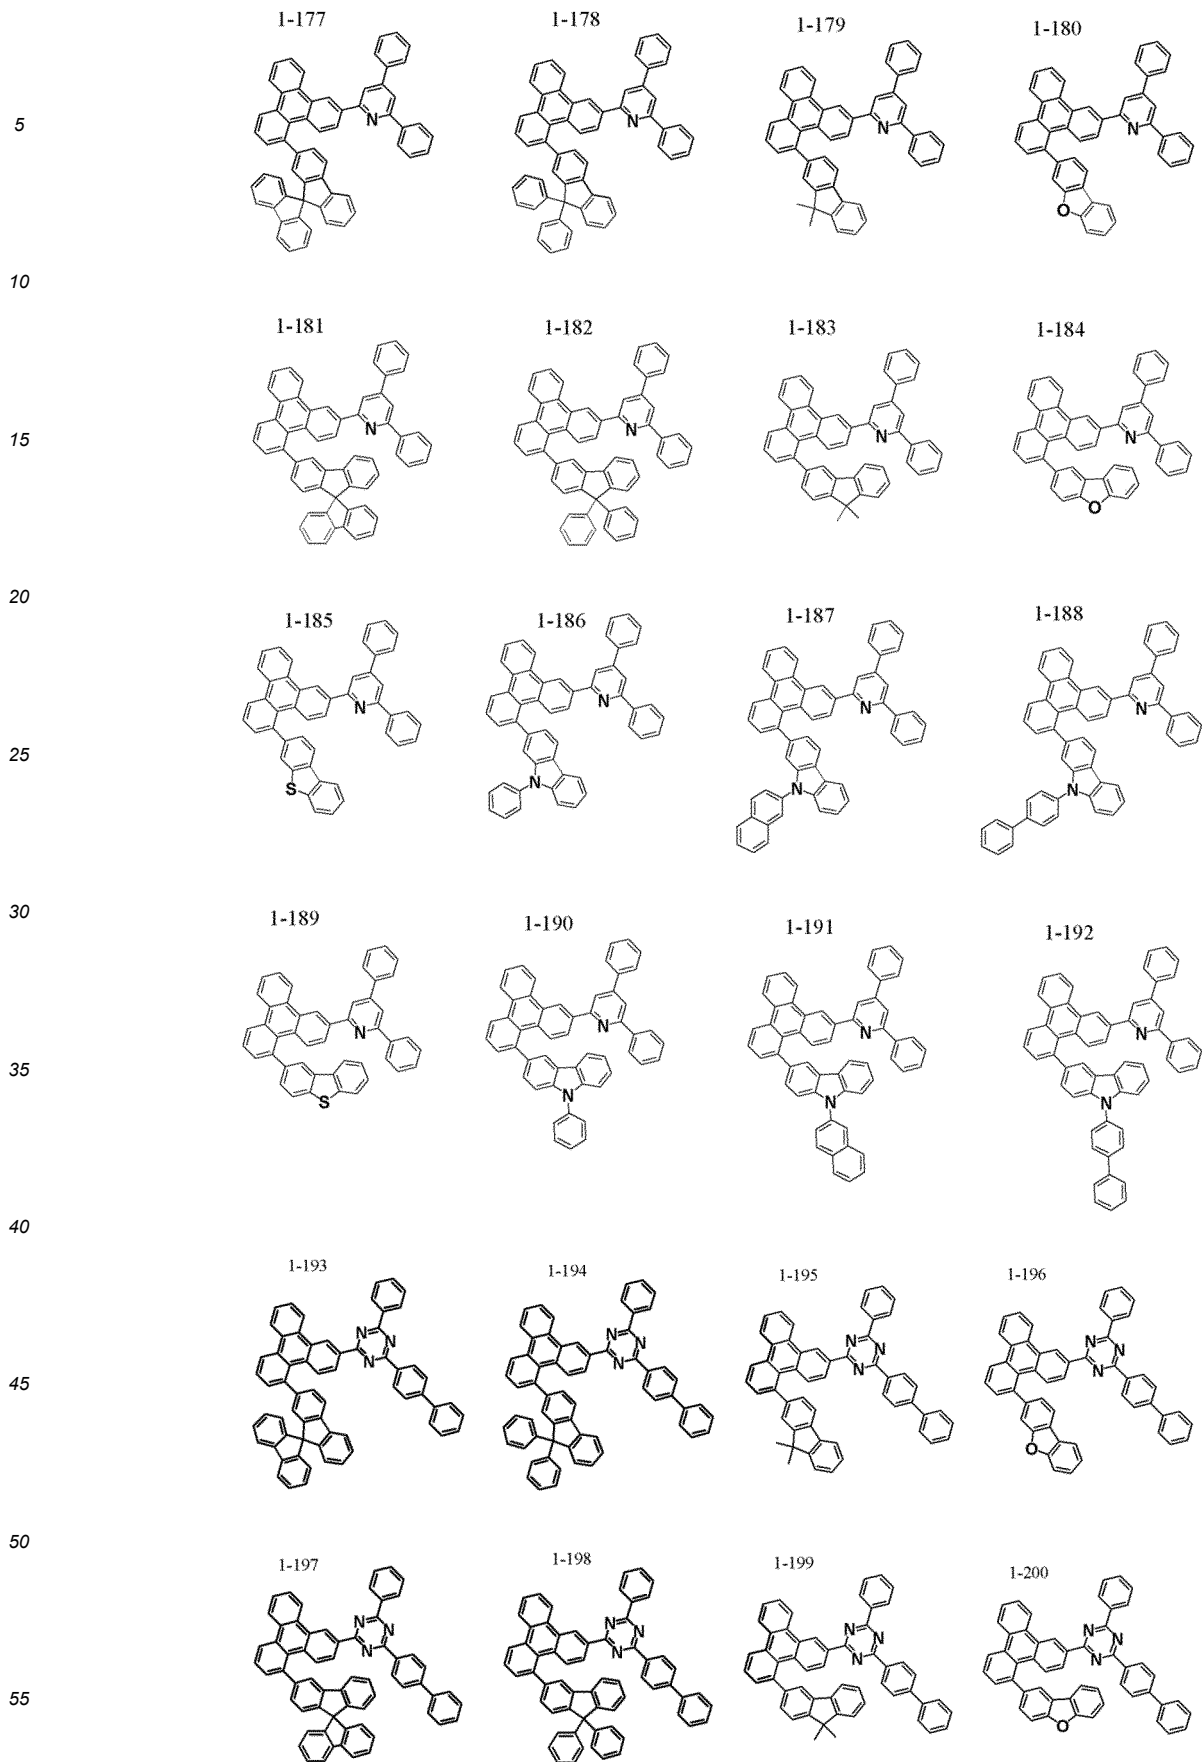 1-177 1-178 1-179 1-180
N N N N
5
O
10
1-181 1-182 1-183 1-184
N N N N
15
O
20
1-185 1-186 1-187 1-188
N N N N
25
S N N N
30
1-189 1-190 1-191 1-192
N N N N
35
S N N N
40
1-193 1-194 1-195 1-196
N N N N N N N N
N N N N
45
O
50
1-197 1-198 1-199 1-200
N N N N N N N N
N N N N
55
O